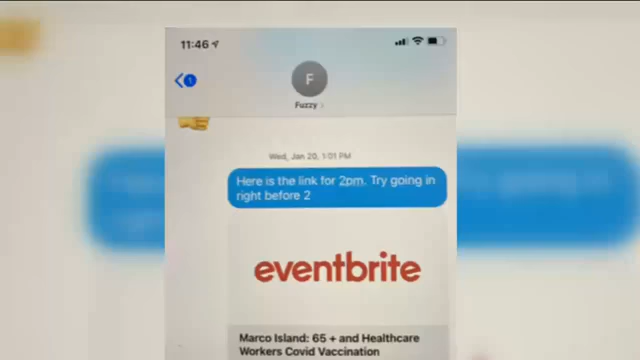 11:46
1
F
Fuzzy
Wed, Jan 20, 1:01 PM
Here is the link for 2pm. Try going in
right before 2
eventbrite
Marco Island: 65 + and Healthcare
Workers Covid Vaccination